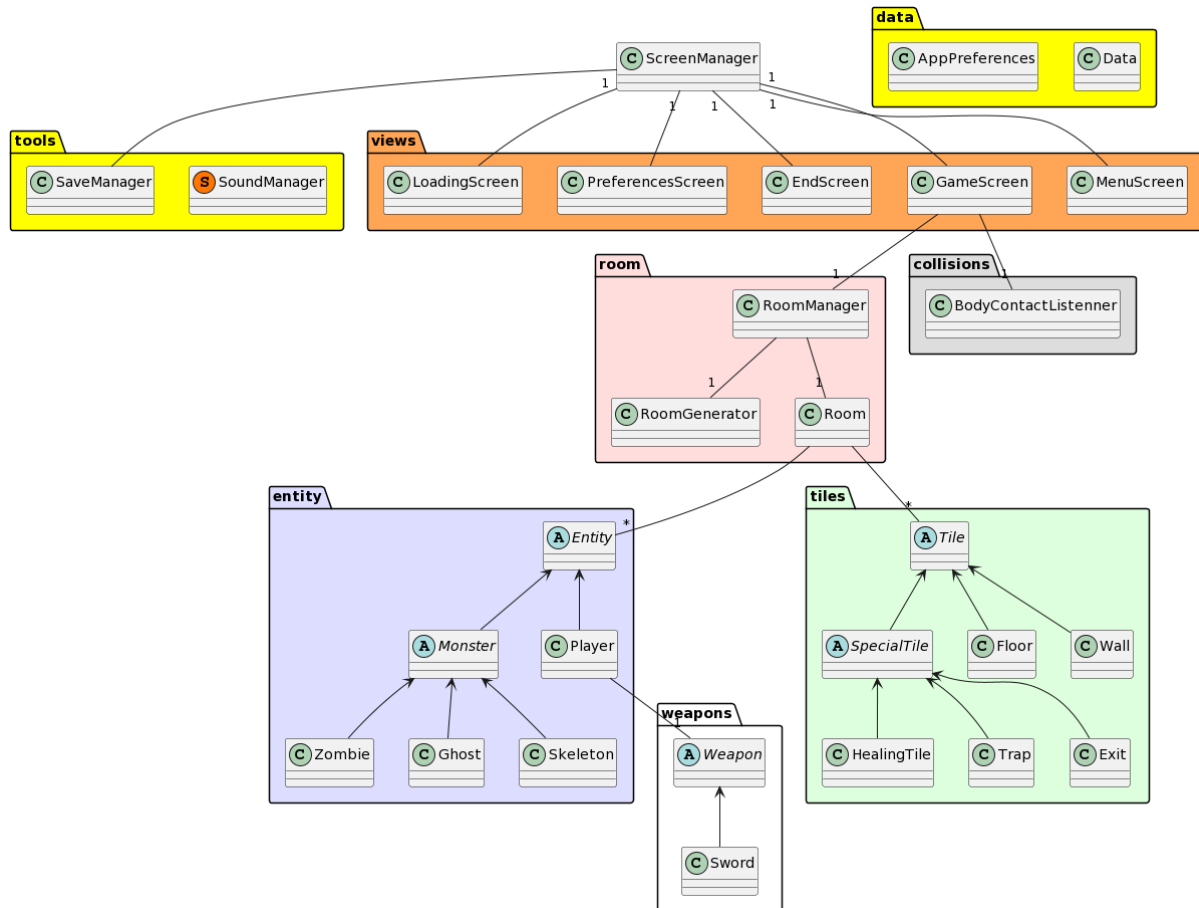 data
C ScreenManager
C AppPreferences
C Data
1
1
1
1
1
tools
views
C SaveManager
S SoundManager
C LoadingScreen
C PreferencesScreen
C EndScreen
C GameScreen
C MenuScreen
room
collisions
1
1
C RoomManager
C BodyContactListenner
1
1
C RoomGenerator
C Room
entity
tiles
*
*
A Entity
A Tile
A Monster
C Player
A SpecialTile
C Floor
C Wall
weapons
1
C Zombie
C Ghost
C Skeleton
A Weapon
C HealingTile
C Trap
C Exit
C Sword